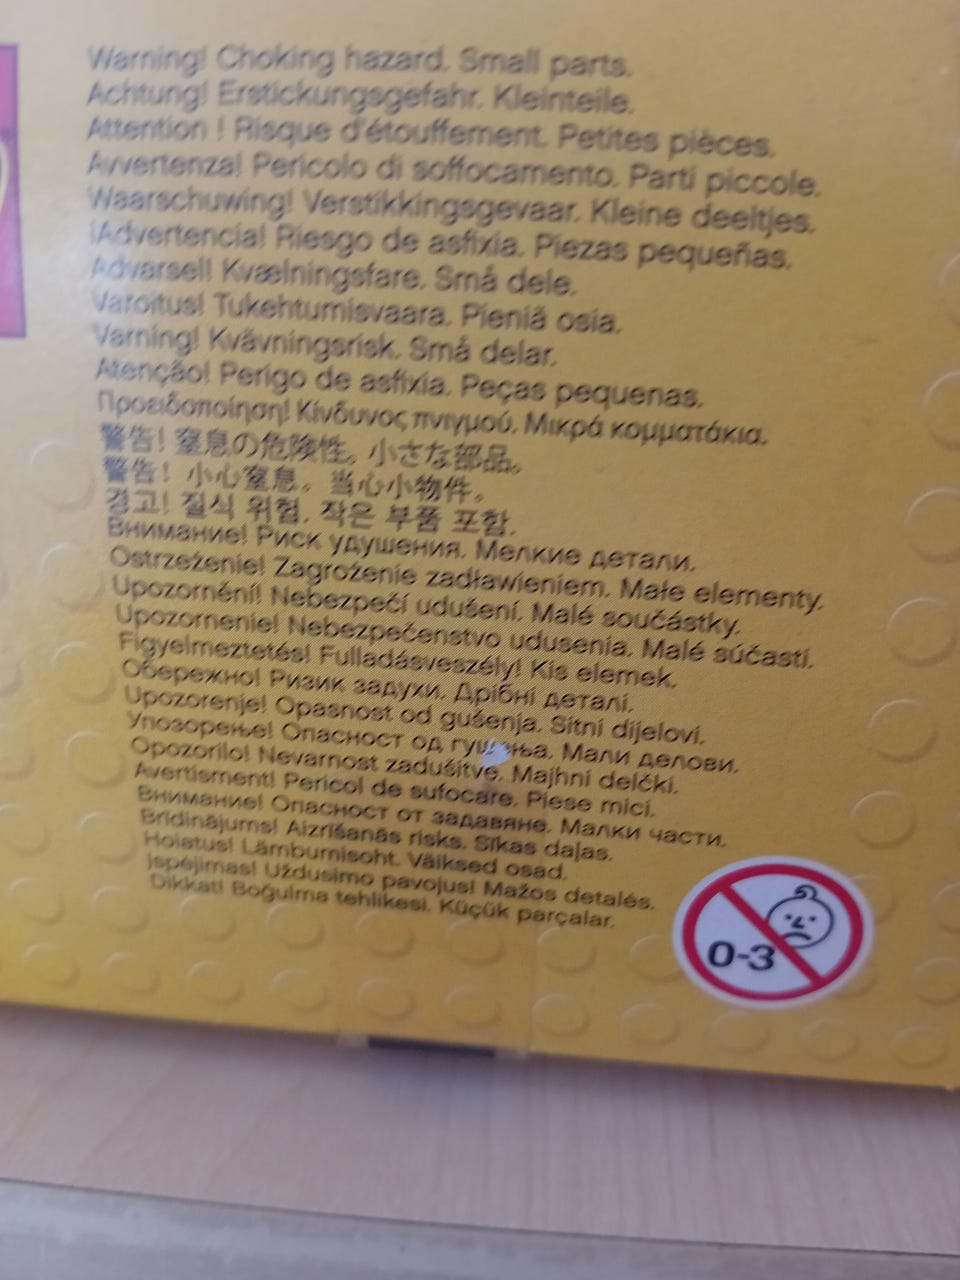 Warning! Choking hazard. Small parts.
Achtung! Erstickungsgefahr. Kleinteile.
Attention ! Risque d'étouffement. Petites pièces.
Avvertenza! Pericolo di soffocamento. Parti piccole.
Waarschuwing! Verstikkingsgevaar. Kleine deeltjes.
¡Advertencia! Riesgo de asfixia. Piezas pequeñas.
Advarsel! Kvælningsfare. Små dele.
Varoitus! Tukehtumisvaara. Pieniä osia.
Varning! Kvävningsrisk. Små delar.
Atenção! Perigo de asfixia. Peças pequenas.
Προειδοποίηση! Κίνδυνος πνιγμού. Μικρά κομματάκια.
警告! 窒息の危険性。小さな部品。
警告! 小心窒息。当心小物件。
경고! 질식 위험. 작은 부품 포함.
Внимание! Риск удушения. Мелкие детали.
Ostrzeżenie! Zagrożenie zadławieniem. Małe elementy.
Upozornění! Nebezpečí udušení. Malé součástky.
Upozornenie! Nebezpečenstvo udusenia. Malé súčasti.
Figyelmeztetés! Fulladásveszély! Kis elemek.
Обережно! Ризик задухи. Дрібні деталі.
Upozorenje! Opasnost od gušenja. Sitni dijelovi.
Упозорење! Опасност од гушења. Мали делови.
Opozorilo! Nevarnost zadušitve. Majhni delčki.
Avertisment! Pericol de sufocare. Piese mici.
Внимание! Опасност от задавяне. Малки части.
Brīdinājums! Aizrīšanās risks. Sīkas daļas.
Hoiatus! Lämbumisoht. Väiksed osad.
Įspėjimas! Uždusimo pavojus! Mažos detalės.
Dikkat! Boğulma tehlikesi. Küçük parçalar.
0-3